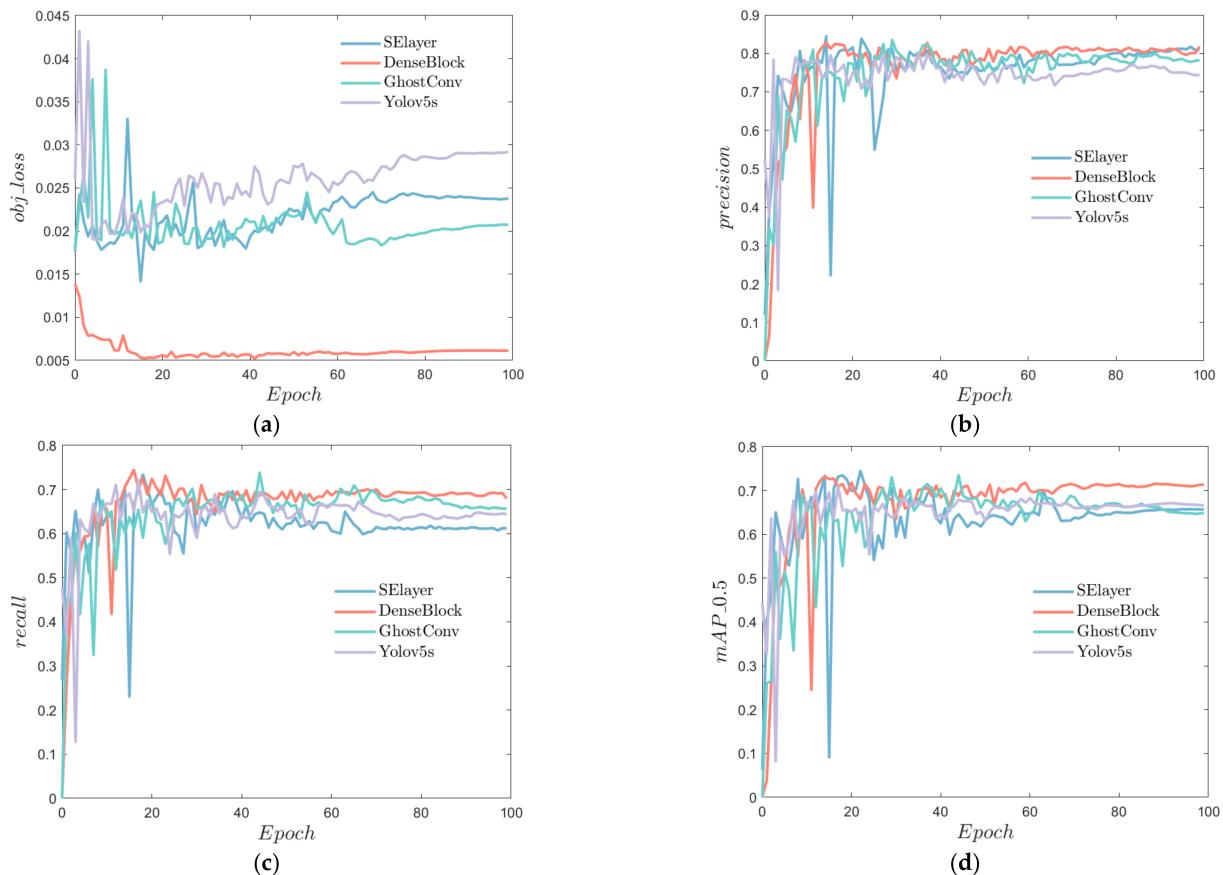 0.045
0.04
0.035
0.03
0.025
0.02
0.015
0.01
0.005
0 20 40 60 80 100
obj_loss
Epoch
SElayer
DenseBlock
GhostConv
Yolov5s
(a)
0.9
0.8
0.7
0.6
0.5
0.4
0.3
0.2
0.1
0
0 20 40 60 80 100
precision
Epoch
SElayer
DenseBlock
GhostConv
Yolov5s
(b)
0.8
0.7
0.6
0.5
0.4
0.3
0.2
0.1
0
0 20 40 60 80 100
recall
Epoch
SElayer
DenseBlock
GhostConv
Yolov5s
(c)
0.8
0.7
0.6
0.5
0.4
0.3
0.2
0.1
0
0 20 40 60 80 100
mAP_0.5
Epoch
SElayer
DenseBlock
GhostConv
Yolov5s
(d)